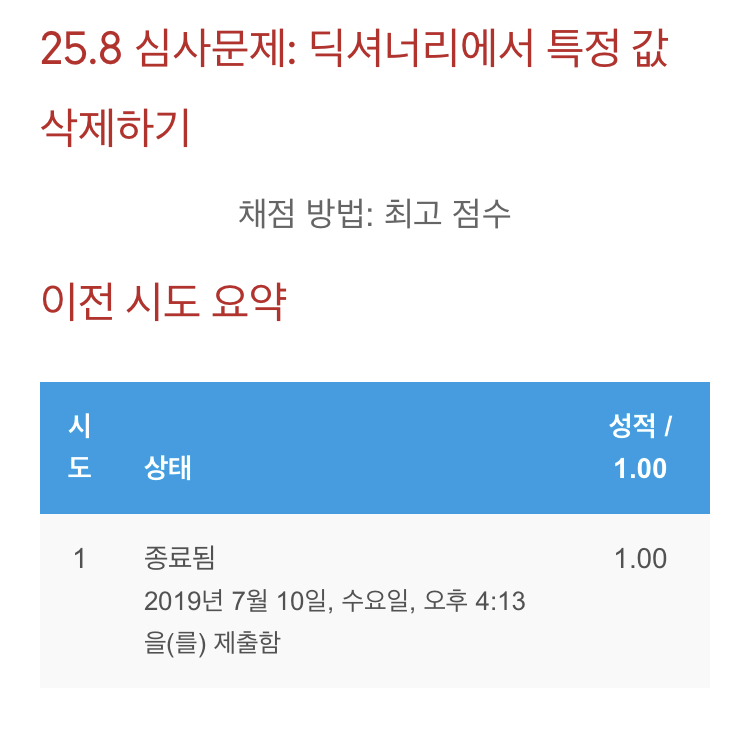 25.8 심사문제: 딕셔너리에서 특정 값
삭제하기
채점 방법: 최고 점수
이전 시도 요약
시
도
상태
성적 /
1.00
1
종료됨
1.00
2019년 7월 10일, 수요일, 오후 4:13
을(를) 제출함